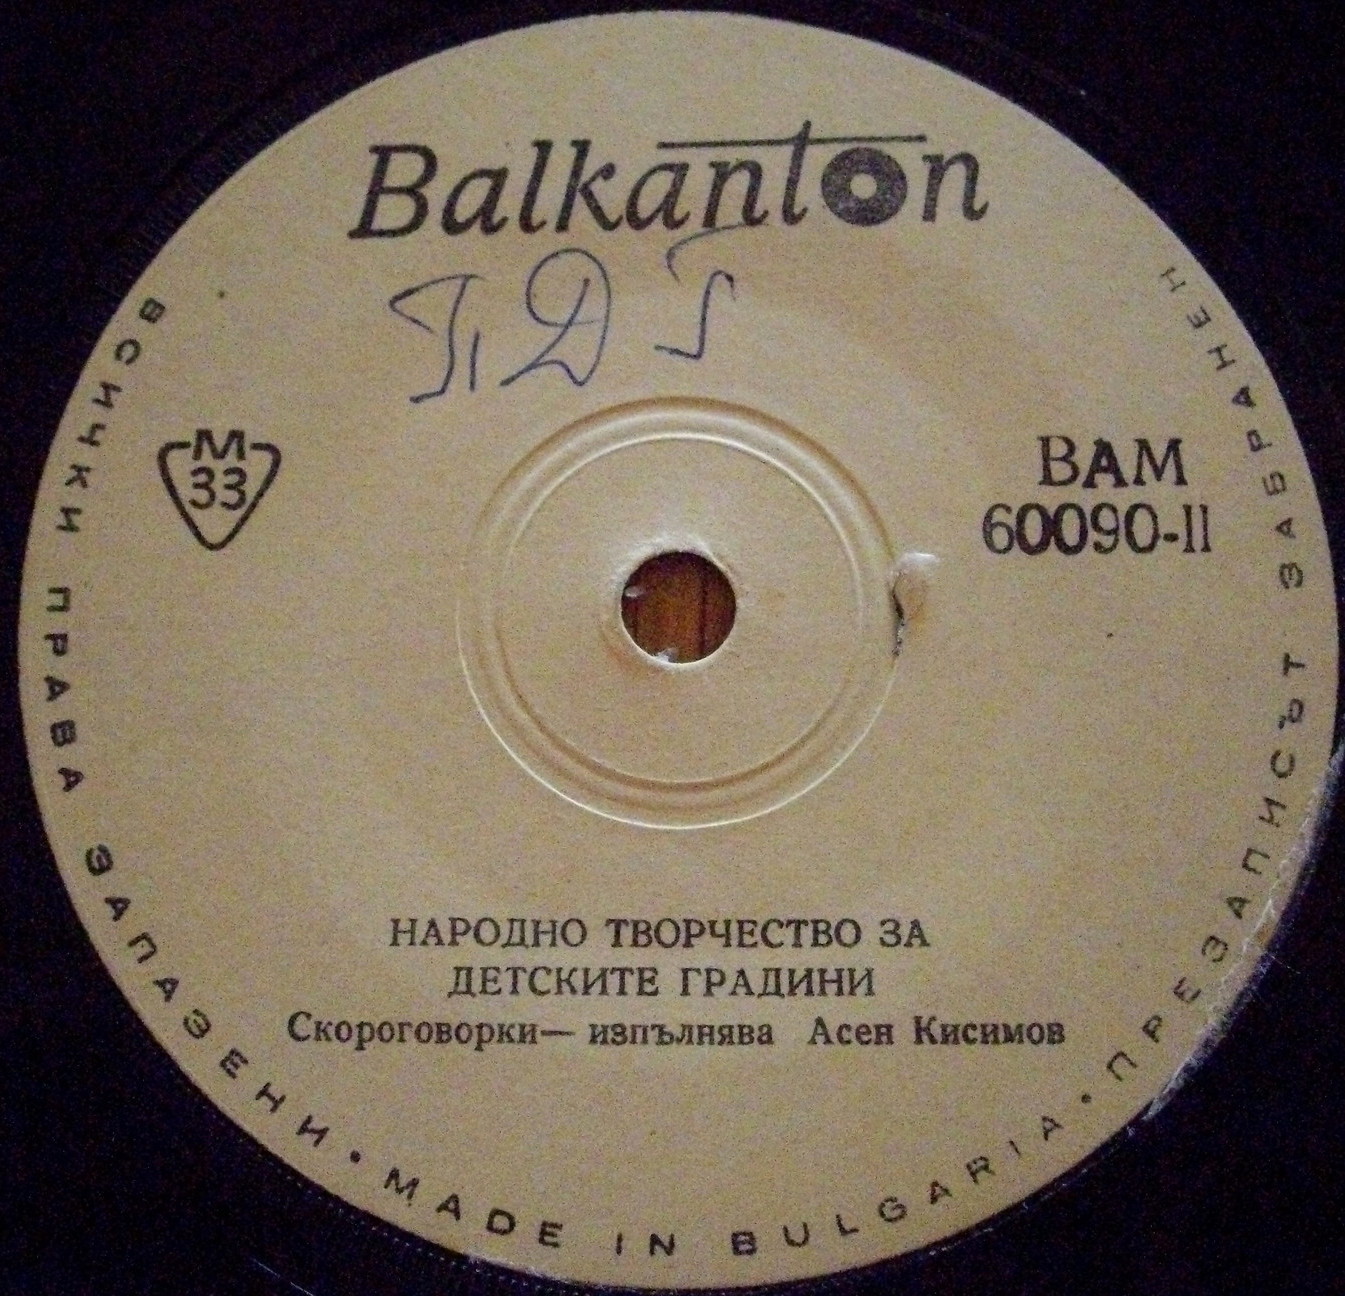 Balkanton
ПДГ
M
33
ВАМ
60090-II
НАРОДНО ТВОРЧЕСТВО ЗА
ДЕТСКИТЕ ГРАДИНИ
Скороговорки— изпълнява Асен Кисимов
ВСИЧКИ ПРАВА ЗАПАЗЕНИ • MADE IN BULGARIA • ПРЕЗАПИСЪТ ЗАБРАНЕН